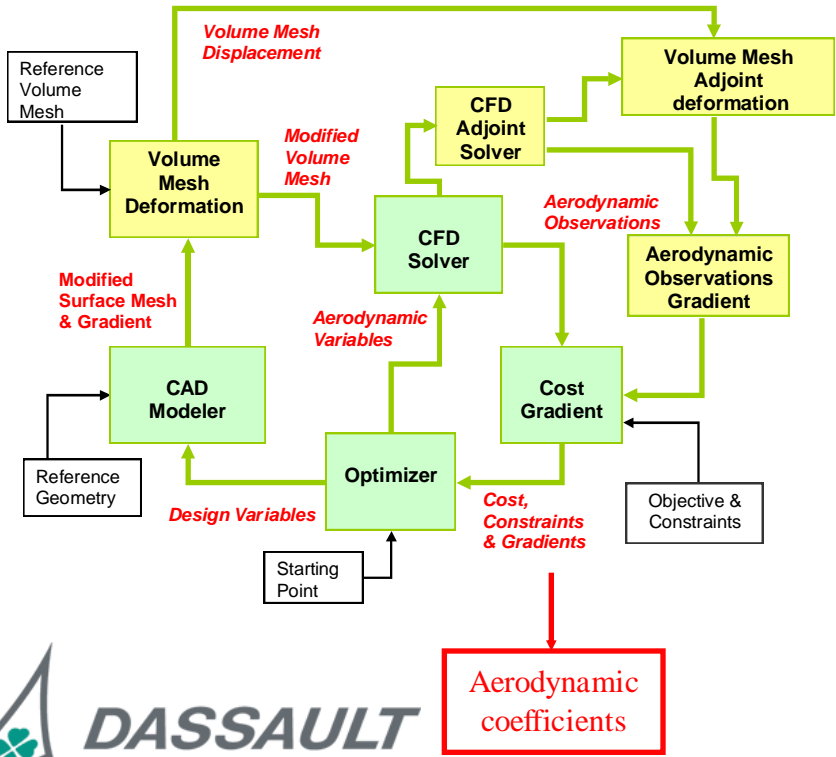 Volume Mesh
Displacement
Reference
Volume
Mesh
Volume Mesh
Adjoint
deformation
CFD
Adjoint
Solver
Modified
Volume
Mesh
Volume
Mesh
Deformation
Aerodynamic
Observations
CFD
Solver
Aerodynamic
Observations
Gradient
Modified
Surface Mesh
& Gradient
Aerodynamic
Variables
CAD
Modeler
Cost
Gradient
Optimizer
Reference
Geometry
Design Variables
Cost,
Constraints
& Gradients
Objective &
Constraints
Starting
Point
Aerodynamic
coefficients
DASSAULT